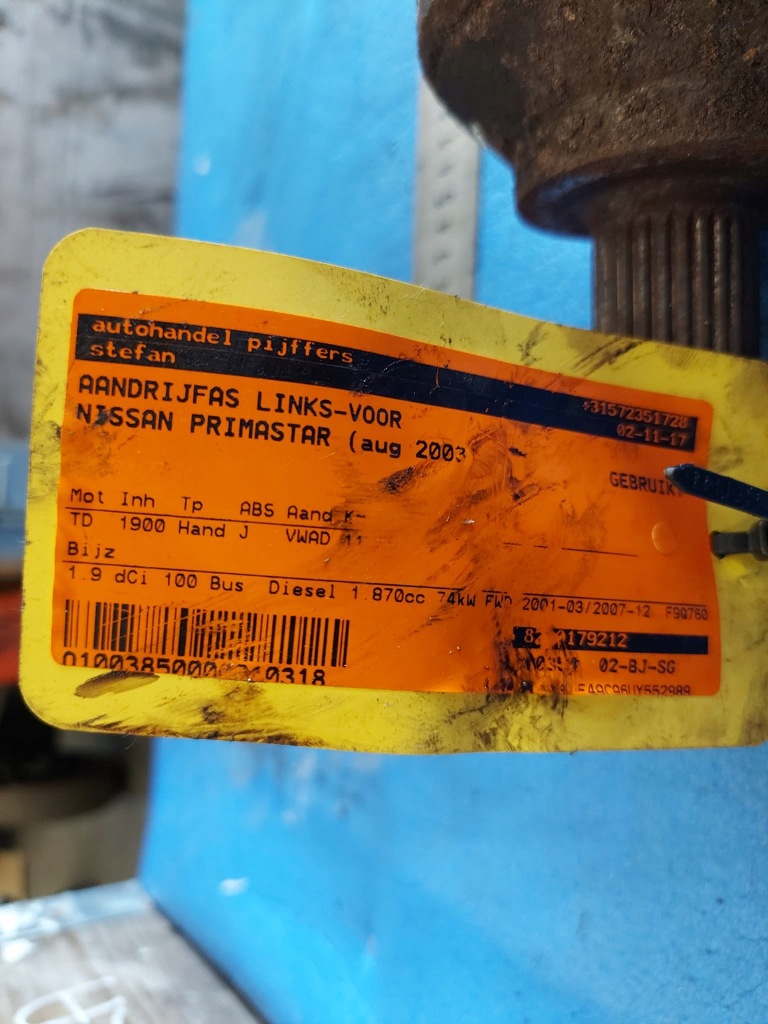 autohandel pijffers
stefan
+31572351728
02-11-17
AANDRIJFAS LINKS-VOOR
NISSAN PRIMASTAR (aug 2003
GEBRUIKT
Mot Inh Tp ABS Aand
TD 1900 Hand J VWAD
Bijz
1.9 dCi 100 Bus Diesel 1.870cc 74kW FWD 2001-03/2007-12 F9Q760
02-BJ-SG